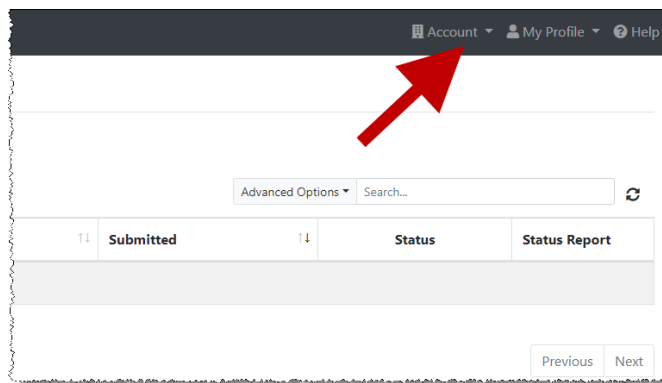 Account My Profile Help
Advanced Options Search...
Submitted Status Status Report
Previous Next